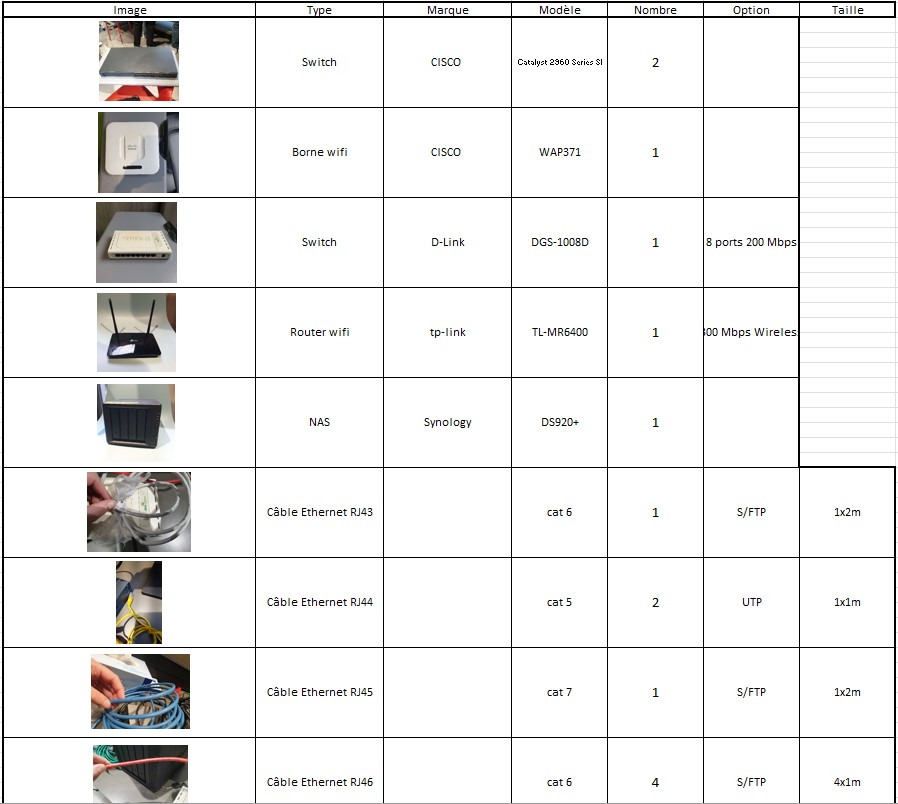 Image Type Marque Modèle Nombre Option Taille
Switch CISCO Catalyst 2960 Series SI 2
Borne wifi CISCO WAP371 1
Switch D-Link DGS-1008D 1 8 ports 200 Mbps
Router wifi tp-link TL-MR6400 1 300 Mbps Wireles
NAS Synology DS920+ 1
Câble Ethernet RJ43 cat 6 1 S/FTP 1x2m
Câble Ethernet RJ44 cat 5 2 UTP 1x1m
Câble Ethernet RJ45 cat 7 1 S/FTP 1x2m
Câble Ethernet RJ46 cat 6 4 S/FTP 4x1m